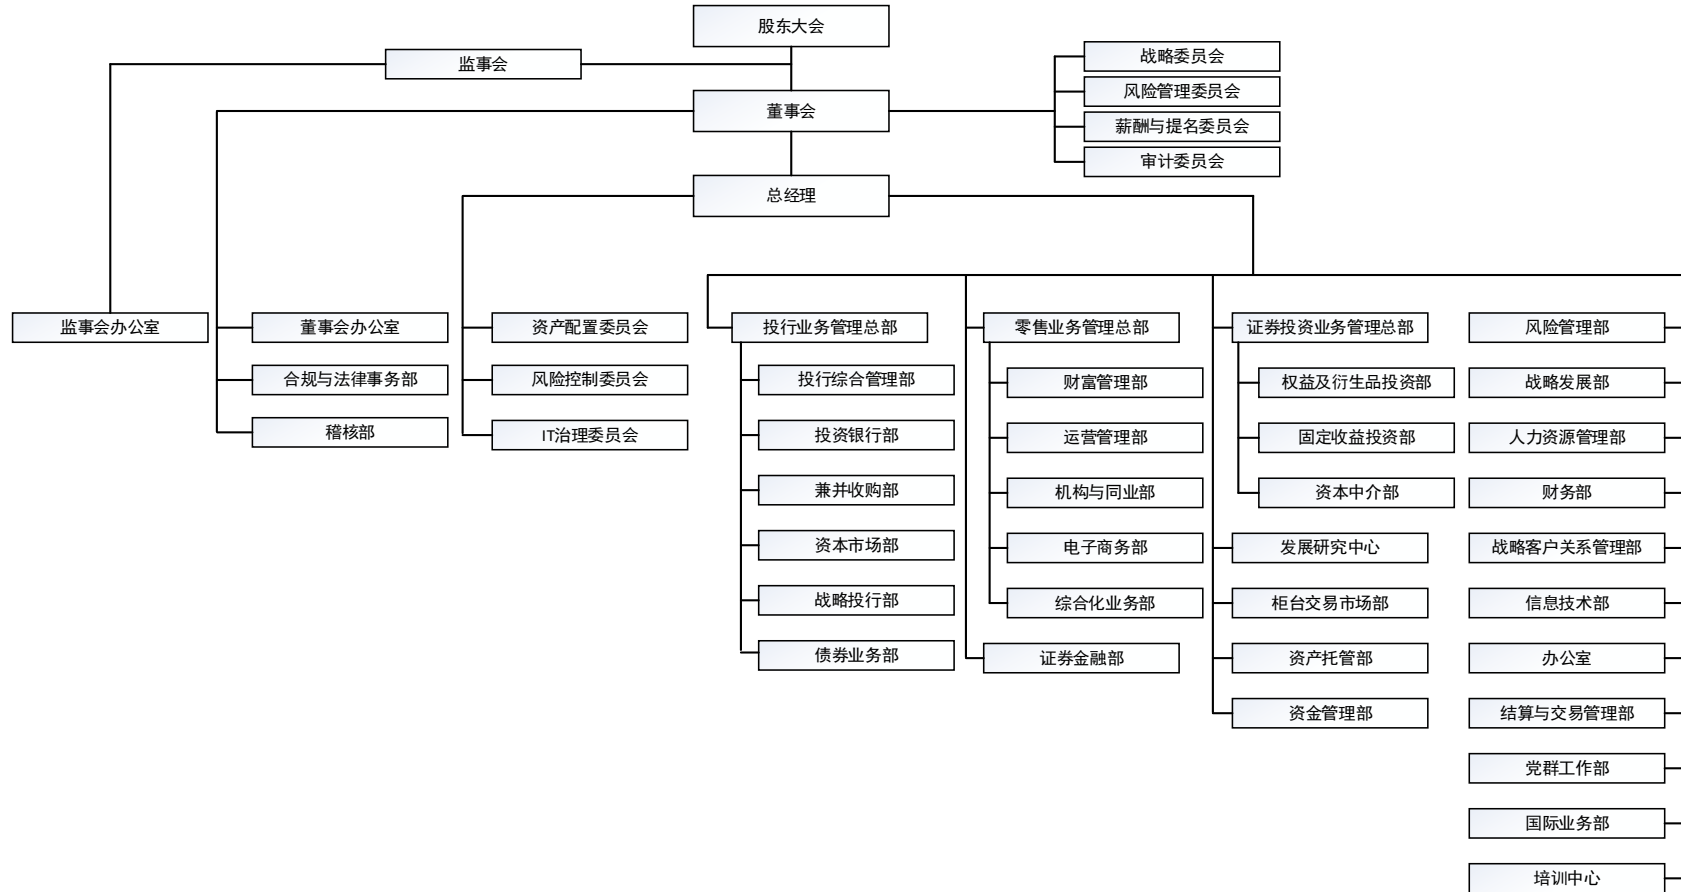 股东大会
监事会
董事会
总经理
战略委员会
风险管理委员会
薪酬与提名委员会
审计委员会
监事会办公室
董事会办公室
合规与法律事务部
稽核部
资产配置委员会
风险控制委员会
IT治理委员会
投行业务管理总部
投行综合管理部
投资银行部
兼并收购部
资本市场部
战略投行部
债券业务部
零售业务管理总部
财富管理部
运营管理部
机构与同业部
电子商务部
综合化业务部
证券金融部
证券投资业务管理总部
权益及衍生品投资部
固定收益投资部
资本中介部
发展研究中心
柜台交易市场部
资产托管部
资金管理部
风险管理部
战略发展部
人力资源管理部
财务部
战略客户关系管理部
信息技术部
办公室
结算与交易管理部
党群工作部
国际业务部
培训中心